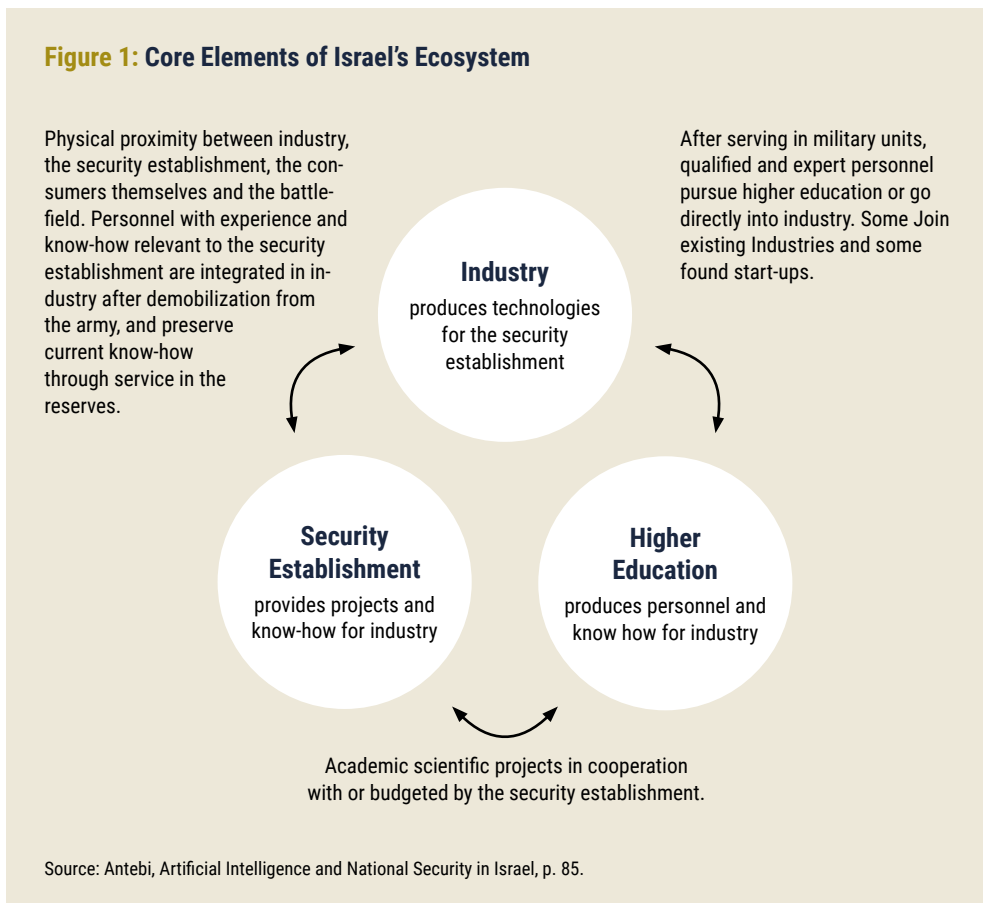 Figure 1: Core Elements of Israel's Ecosystem
Physical proximity between industry,
the security establishment, the con-
sumers themselves and the battle-
field. Personnel with experience and
know-how relevant to the security
establishment are integrated in in-
dustry after demobilization from
the army, and preserve
current know-how
through service in the
reserves.
After serving in military units,
qualified and expert personnel
pursue higher education or go
directly into industry. Some Join
existing Industries and some
found start-ups.
Industry
produces technologies
for the security
establishment
Security
Establishment
provides projects and
know-how for industry
Higher
Education
produces personnel and
know how for industry
Academic scientific projects in cooperation
with or budgeted by the security establishment.
Source: Antebi, Artificial Intelligence and National Security in Israel, p. 85.